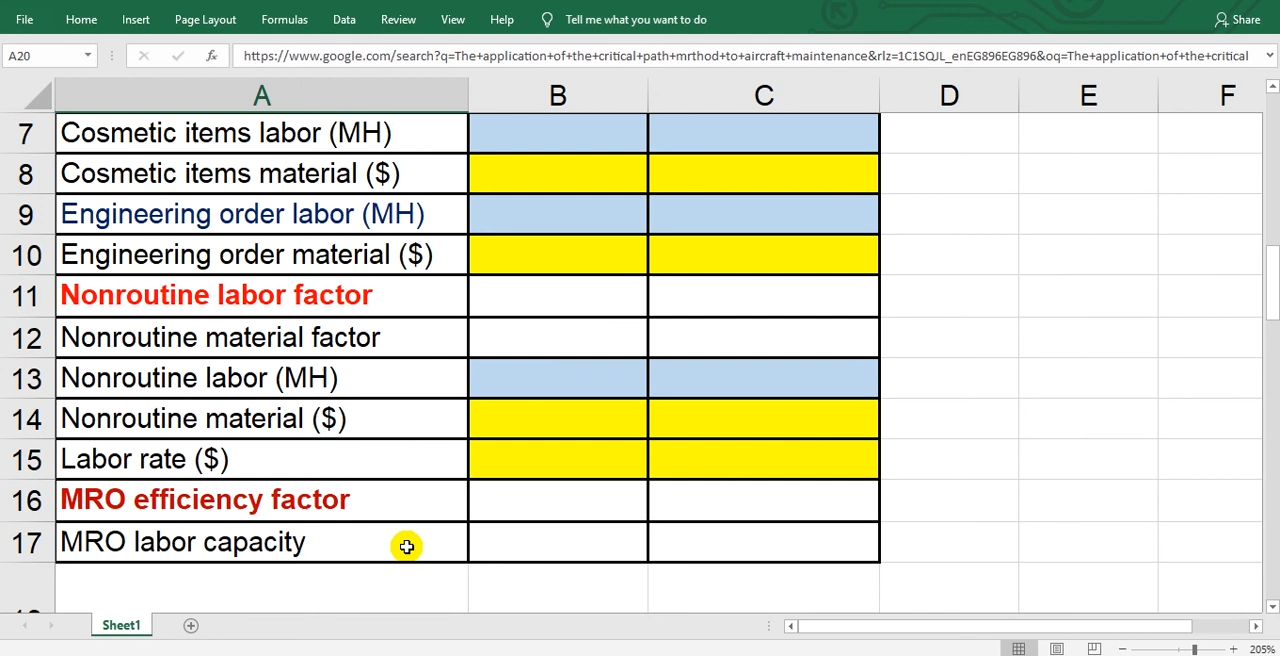 File Home Insert Page Layout Formulas Data Review View Help Tell me what you want to do Share
A20 fx https://www.google.com/search?q=The+application+of+the+critical+path+mrthod+to+aircraft+maintenance&rlz=1C1SQJL_enEG896EG896&oq=The+application+of+the+critical
A B C D E F
7 Cosmetic items labor (MH)
8 Cosmetic items material ($)
9 Engineering order labor (MH)
10 Engineering order material ($)
11 Nonroutine labor factor
12 Nonroutine material factor
13 Nonroutine labor (MH)
14 Nonroutine material ($)
15 Labor rate ($)
16 MRO efficiency factor
17 MRO labor capacity
Sheet1
205%